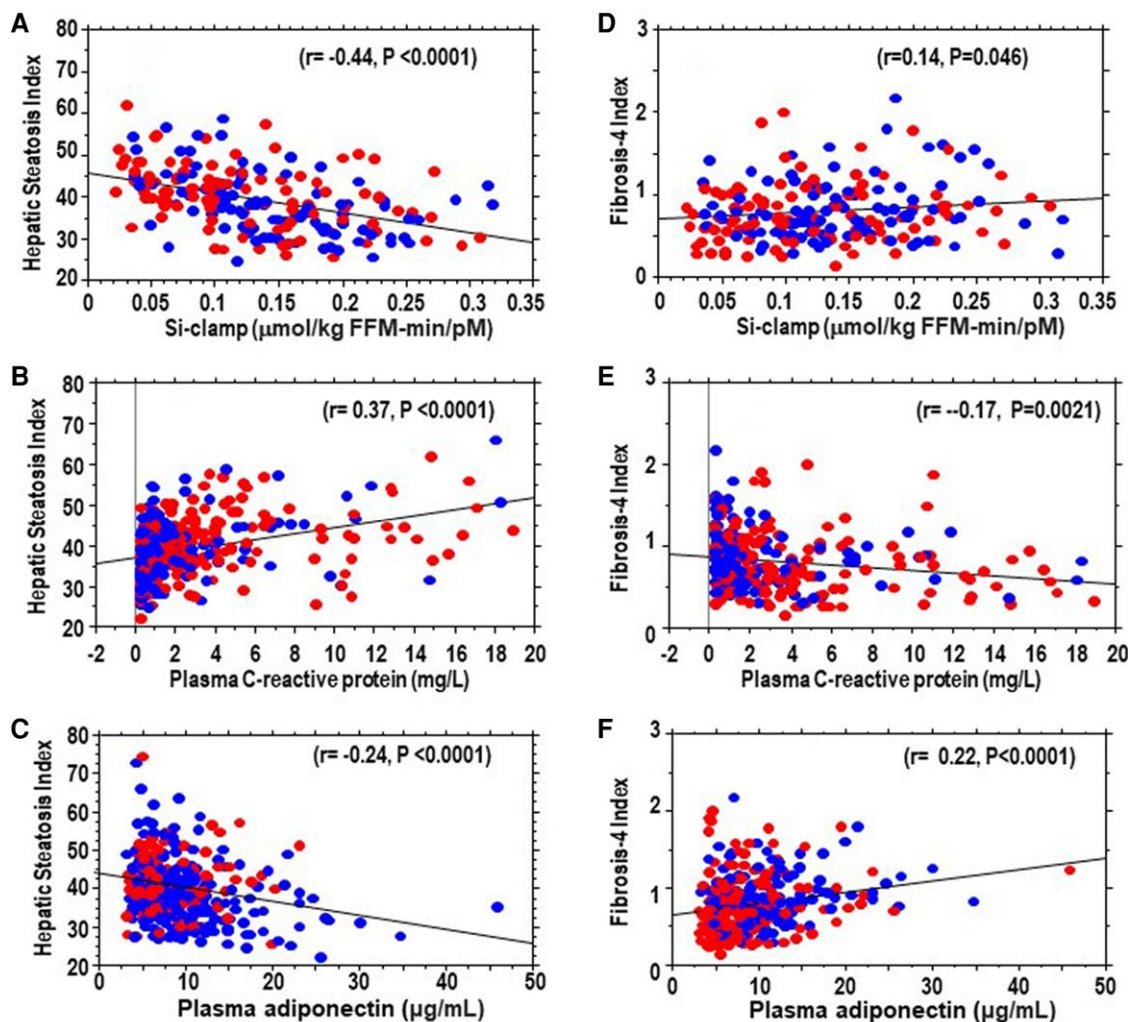 A
80
70
60
50
40
30
20
Hepatic Steatosis Index
(r= -0.44, P <0.0001)
0 0.05 0.1 0.15 0.2 0.25 0.3 0.35
Si-clamp (μmol/kg FFM-min/pM)
D
3
2
1
0
Fibrosis-4 Index
(r=0.14, P=0.046)
0 0.05 0.1 0.15 0.2 0.25 0.3 0.35
Si-clamp (μmol/kg FFM-min/pM)
B
80
70
60
50
40
30
20
Hepatic Steatosis Index
(r= 0.37, P <0.0001)
-2 0 2 4 6 8 10 12 14 16 18 20
Plasma C-reactive protein (mg/L)
E
3
2
1
0
Fibrosis-4 Index
(r= --0.17, P=0.0021)
-2 0 2 4 6 8 10 12 14 16 18 20
Plasma C-reactive protein (mg/L)
C
80
70
60
50
40
30
20
Hepatic Steatosis Index
(r= -0.24, P <0.0001)
0 10 20 30 40 50
Plasma adiponectin (μg/mL)
F
3
2
1
0
Fibrosis-4 Index
(r= 0.22, P<0.0001)
0 10 20 30 40 50
Plasma adiponectin (μg/mL)